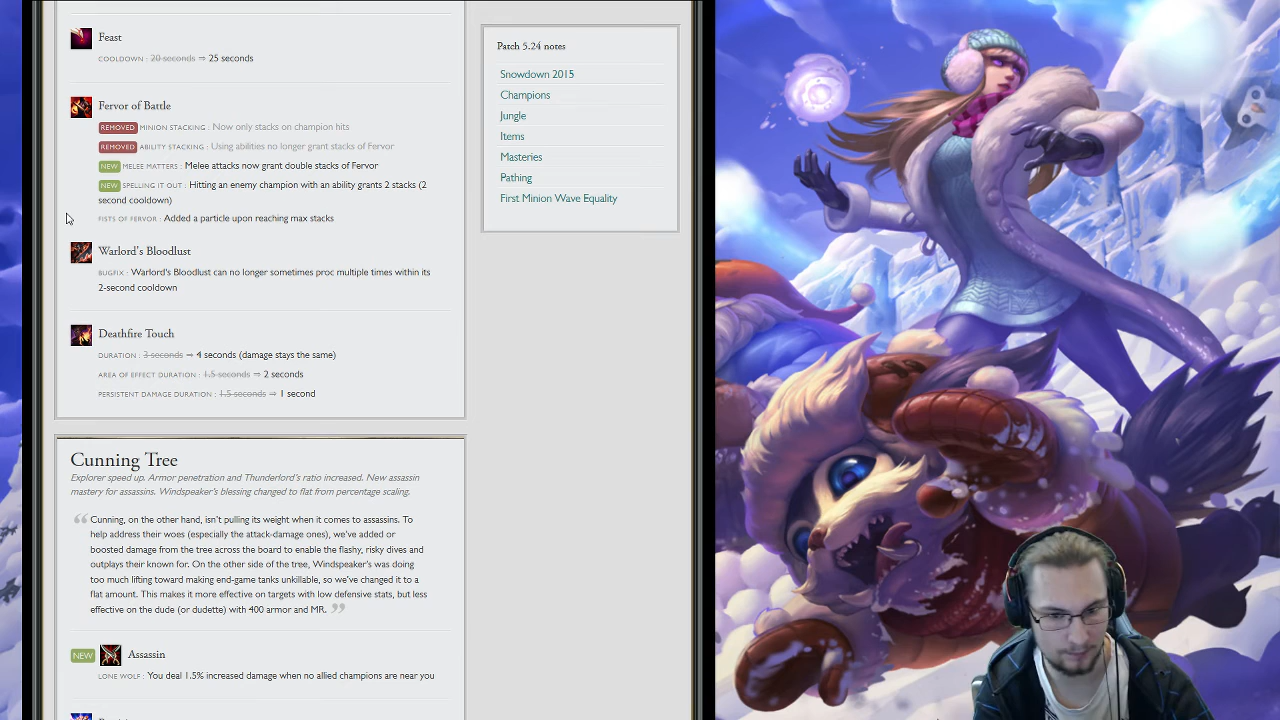 Feast
COOLDOWN : 20 seconds ⇒ 25 seconds
Fervor of Battle
REMOVED MINION STACKING : Now only stacks on champion hits
REMOVED ABILITY STACKING : Using abilities no longer grant stacks of Fervor
NEW MELEE MATTERS : Melee attacks now grant double stacks of Fervor
NEW SPELLING IT OUT : Hitting an enemy champion with an ability grants 2 stacks (2
second cooldown)
FISTS OF FERVOR : Added a particle upon reaching max stacks
Warlord's Bloodlust
BUGFIX : Warlord's Bloodlust can no longer sometimes proc multiple times within its
2-second cooldown
Deathfire Touch
DURATION : 3 seconds ⇒ 4 seconds (damage stays the same)
AREA OF EFFECT DURATION : 1.5 seconds ⇒ 2 seconds
PERSISTENT DAMAGE DURATION : 1.5 seconds ⇒ 1 second
Cunning Tree
Explorer speed up. Armor penetration and Thunderlord's ratio increased. New assassin
mastery for assassins. Windspeaker's blessing changed to flat from percentage scaling.
“ Cunning, on the other hand, isn't pulling its weight when it comes to assassins. To
help address their woes (especially the attack-damage ones), we've added or
boosted damage from the tree across the board to enable the flashy, risky dives and
outplays their known for. On the other side of the tree, Windspeaker's was doing
too much lifting toward making end-game tanks unkillable, so we've changed it to a
flat amount. This makes it more effective on targets with low defensive stats, but less
effective on the dude (or dudette) with 400 armor and MR. ”
NEW Assassin
LONE WOLF : You deal 1.5% increased damage when no allied champions are near you
Patch 5.24 notes
Snowdown 2015
Champions
Jungle
Items
Masteries
Pathing
First Minion Wave Equality